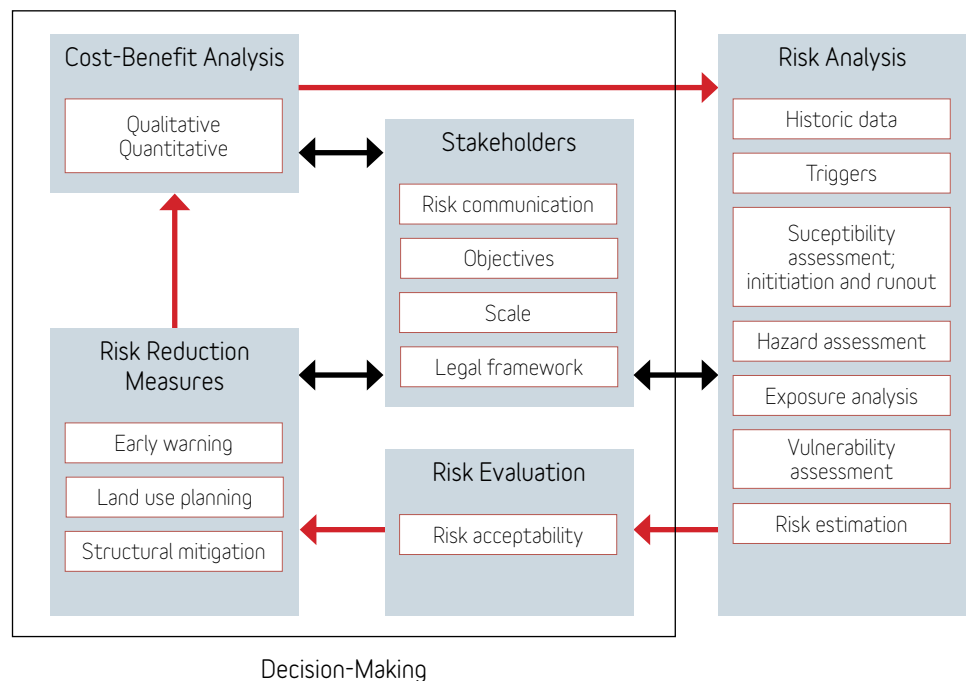 Cost-Benefit Analysis
Qualitative
Quantitative
Stakeholders
Risk communication
Objectives
Scale
Legal framework
Risk Reduction
Measures
Early warning
Land use planning
Structural mitigation
Risk Evaluation
Risk acceptability
Risk Analysis
Historic data
Triggers
Suceptibility
assessment;
inititiation and runout
Hazard assessment
Exposure analysis
Vulnerability
assessment
Risk estimation
Decision-Making